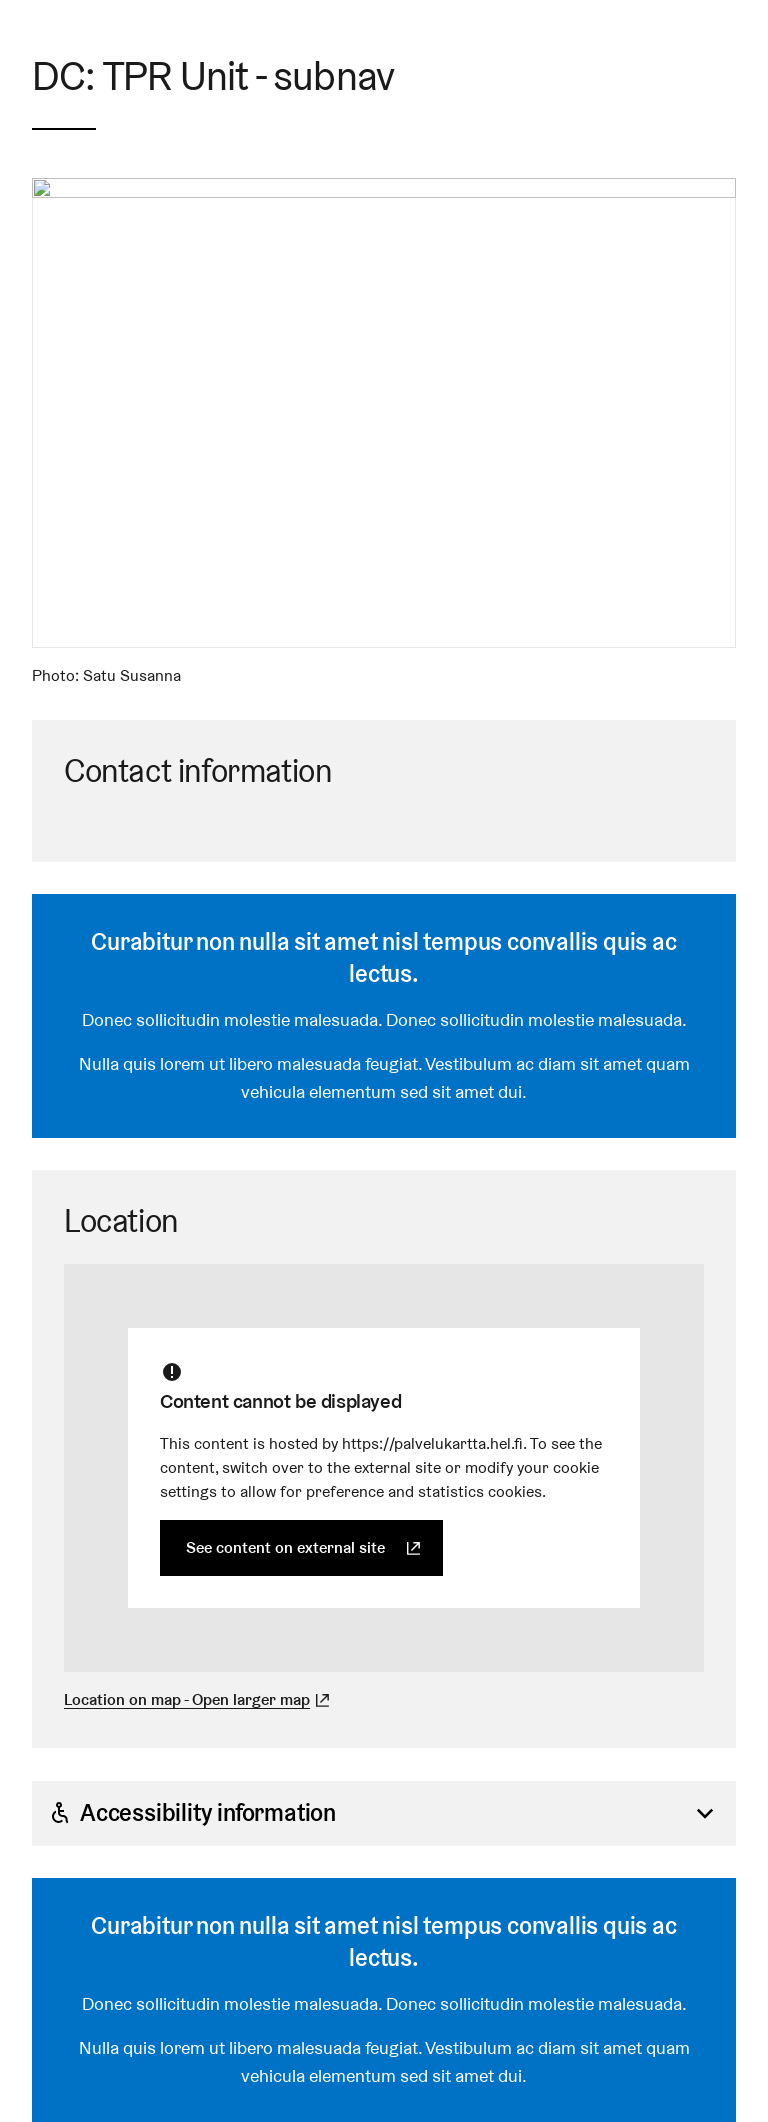 DC: TPR Unit - subnav
Photo: Satu Susanna
Contact information
Curabitur non nulla sit amet nisl tempus convallis quis ac
lectus.
Donec sollicitudin molestie malesuada. Donec sollicitudin molestie malesuada.
Nulla quis lorem ut libero malesuada feugiat. Vestibulum ac diam sit amet quam
vehicula elementum sed sit amet dui.
Location
Content cannot be displayed
This content is hosted by https://palvelukartta.hel.fi. To see the
content, switch over to the external site or modify your cookie
settings to allow for preference and statistics cookies.
See content on external site
Location on map - Open larger map
Accessibility information
Curabitur non nulla sit amet nisl tempus convallis quis ac
lectus.
Donec sollicitudin molestie malesuada. Donec sollicitudin molestie malesuada.
Nulla quis lorem ut libero malesuada feugiat. Vestibulum ac diam sit amet quam
vehicula elementum sed sit amet dui.